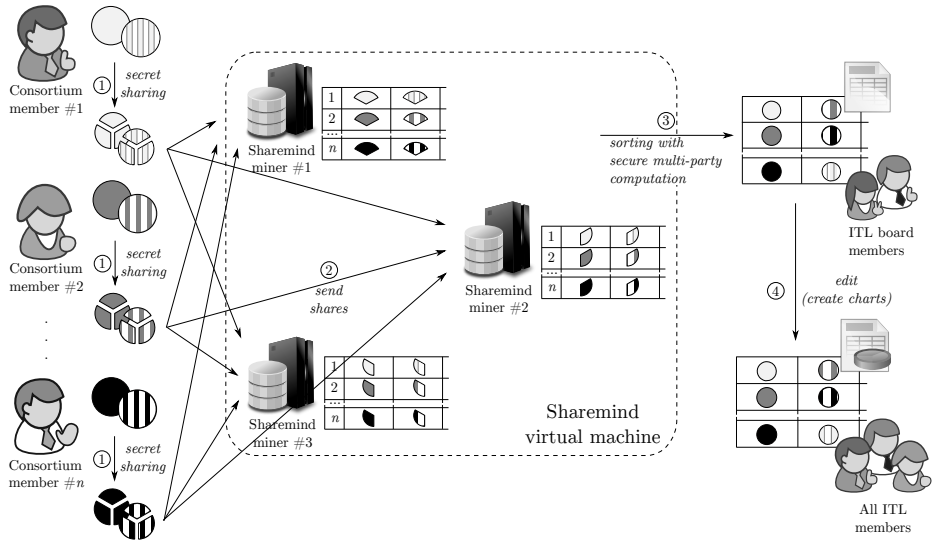 Consortium
member #1
1
secret
sharing
Consortium
member #2
1
secret
sharing
.
.
.
Consortium
member #n
1
secret
sharing
2
send
shares
Sharemind
miner #1
1
2
...
n
Sharemind
miner #2
1
2
...
n
Sharemind
miner #3
1
2
...
n
Sharemind
virtual machine
3
sorting with
secure multi-party
computation
ITL board
members
4
edit
(create charts)
All ITL
members